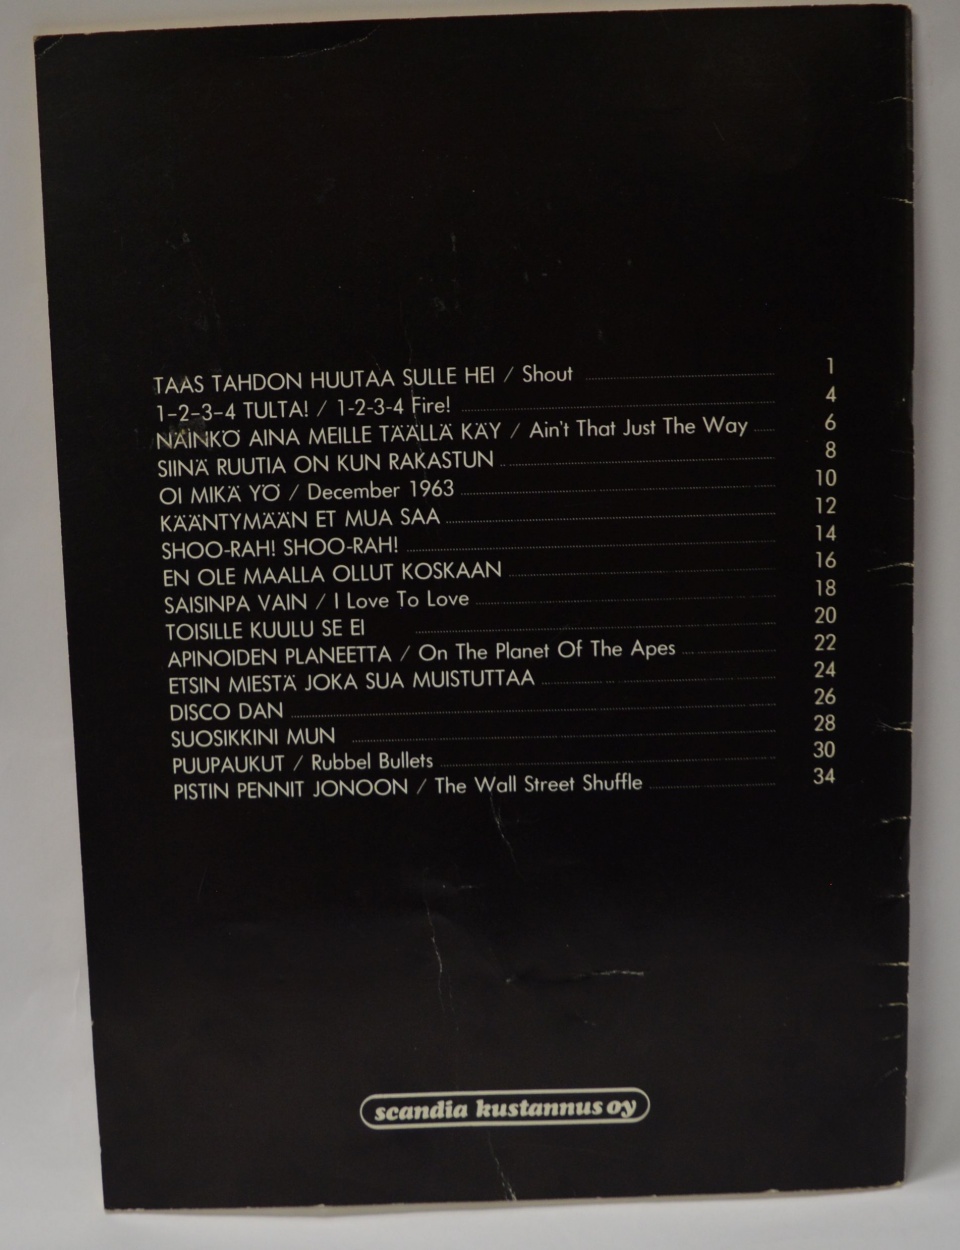 TAAS TAHDON HUUTAA SULLE HEI / Shout 1
1-2-3-4 TULTA! / 1-2-3-4 Fire! 4
NÄINKÖ AINA MEILLE TÄÄLLÄ KÄY / Ain't That Just The Way 6
SIINÄ RUUTIA ON KUN RAKASTUN 8
OI MIKÄ YÖ / December 1963 10
KÄÄNTYMÄÄN ET MUA SAA 12
SHOO-RAH! SHOO-RAH! 14
EN OLE MAALLA OLLUT KOSKAAN 16
SAISINPA VAIN / I Love To Love 18
TOISILLE KUULU SE EI 20
APINOIDEN PLANEETTA / On The Planet Of The Apes 22
ETSIN MIESTÄ JOKA SUA MUISTUTTAA 24
DISCO DAN 26
SUOSIKKINI MUN 28
PUUPAUKUT / Rubbel Bullets 30
PISTIN PENNIT JONOON / The Wall Street Shuffle 34
scandia kustannus oy